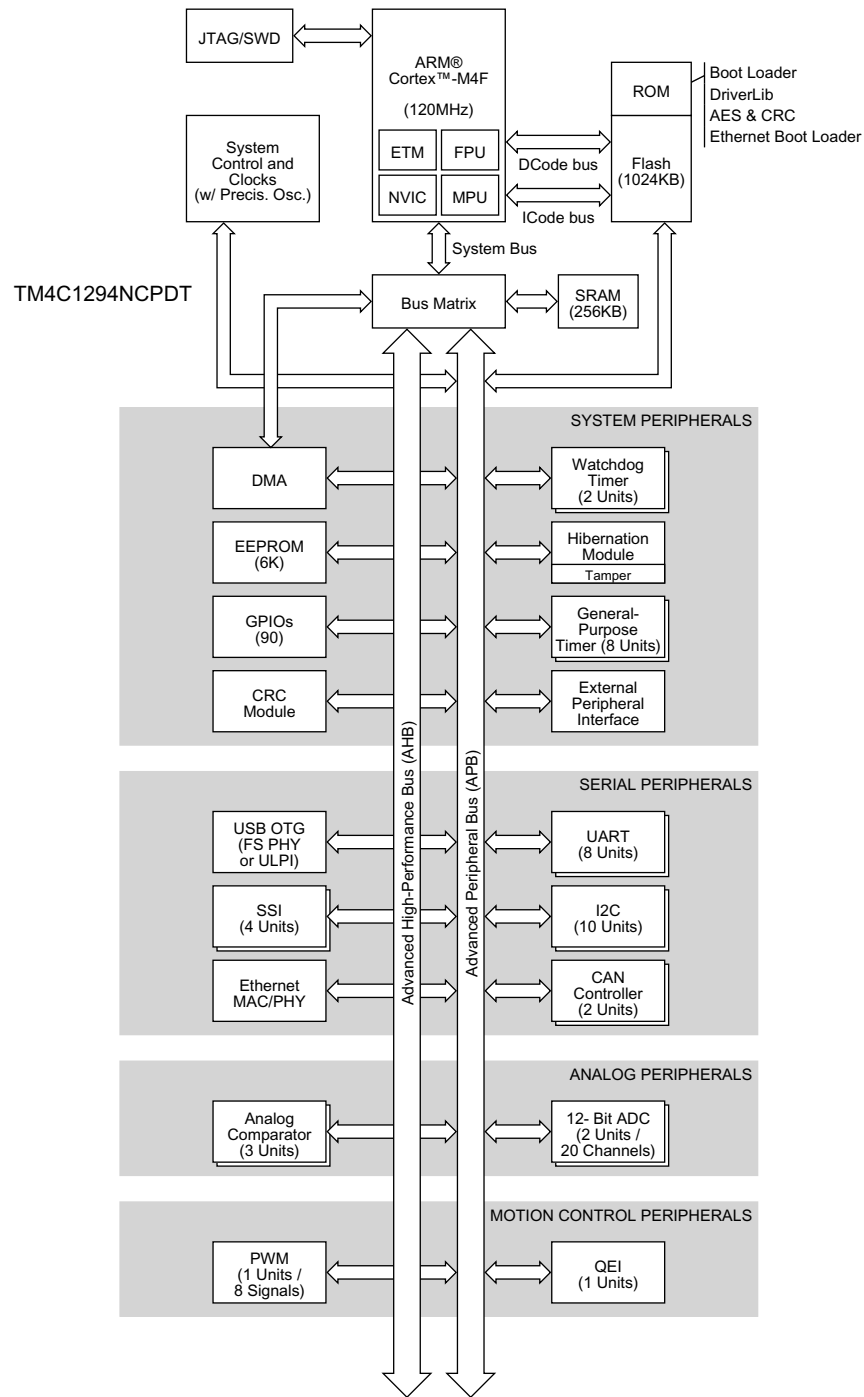 JTAG/SWD
ARM®
Cortex™-M4F
(120MHz)
ETM
FPU
NVIC
MPU
ROM
Flash
(1024KB)
Boot Loader
DriverLib
AES & CRC
Ethernet Boot Loader
System
Control and
Clocks
(w/ Precis. Osc.)
DCode bus
ICode bus
System Bus
TM4C1294NCPDT
Bus Matrix
SRAM
(256KB)
SYSTEM PERIPHERALS
DMA
Watchdog
Timer
(2 Units)
EEPROM
(6K)
Hibernation
Module
Tamper
GPIOs
(90)
General-
Purpose
Timer (8 Units)
CRC
Module
External
Peripheral
Interface
Advanced High-Performance Bus (AHB)
Advanced Peripheral Bus (APB)
SERIAL PERIPHERALS
USB OTG
(FS PHY
or ULPI)
UART
(8 Units)
SSI
(4 Units)
I2C
(10 Units)
Ethernet
MAC/PHY
CAN
Controller
(2 Units)
ANALOG PERIPHERALS
Analog
Comparator
(3 Units)
12- Bit ADC
(2 Units /
20 Channels)
MOTION CONTROL PERIPHERALS
PWM
(1 Units /
8 Signals)
QEI
(1 Units)